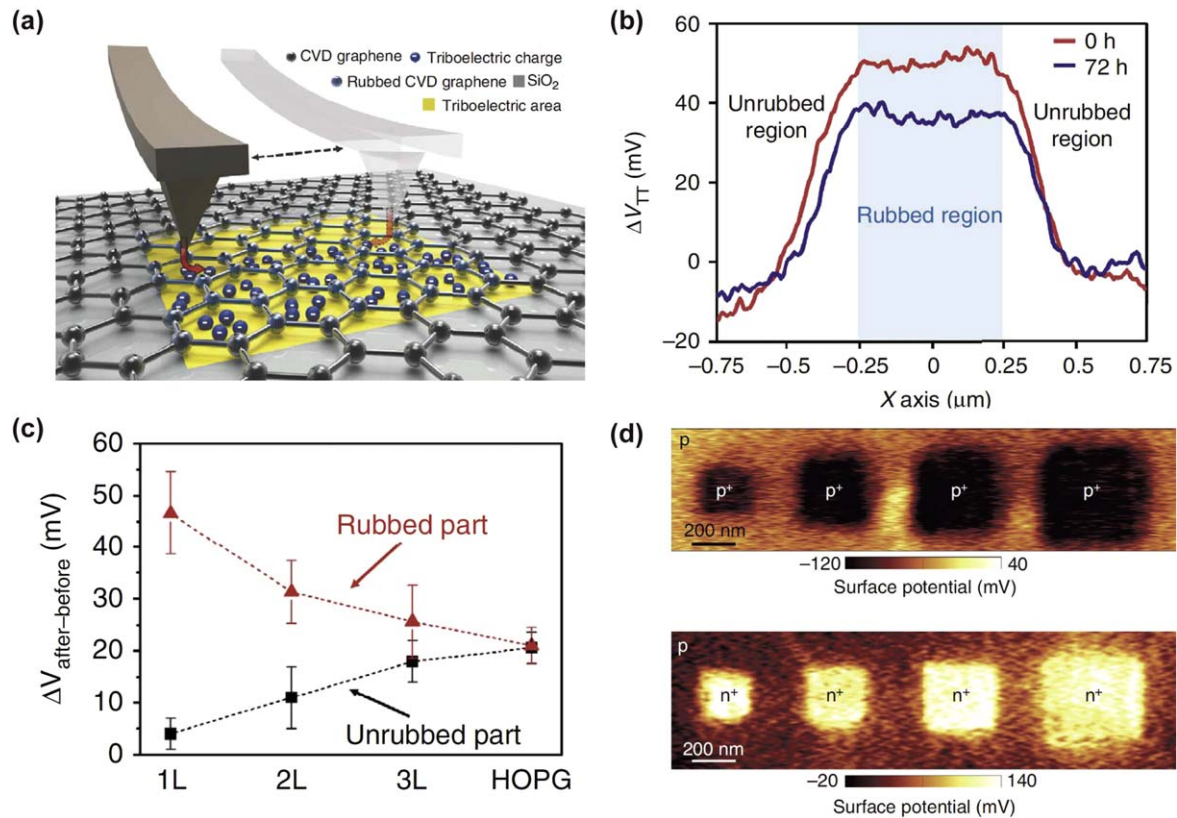 (a)
CVD graphene Triboelectric charge
Rubbed CVD graphene SiO2
Triboelectric area
(b)
60
40
20
0
−20
ΔVTT (mV)
0 h
72 h
Unrubbed
region
Unrubbed
region
Rubbed region
−0.75 −0.5 −0.25 0 0.25 0.5 0.75
X axis (μm)
(c)
60
50
40
30
20
10
0
ΔVafter−before (mV)
Rubbed part
Unrubbed part
1L 2L 3L HOPG
(d)
p
p+ p+ p+ p+
200 nm
−120 40
Surface potential (mV)
p
n+ n+ n+ n+
200 nm
−20 140
Surface potential (mV)